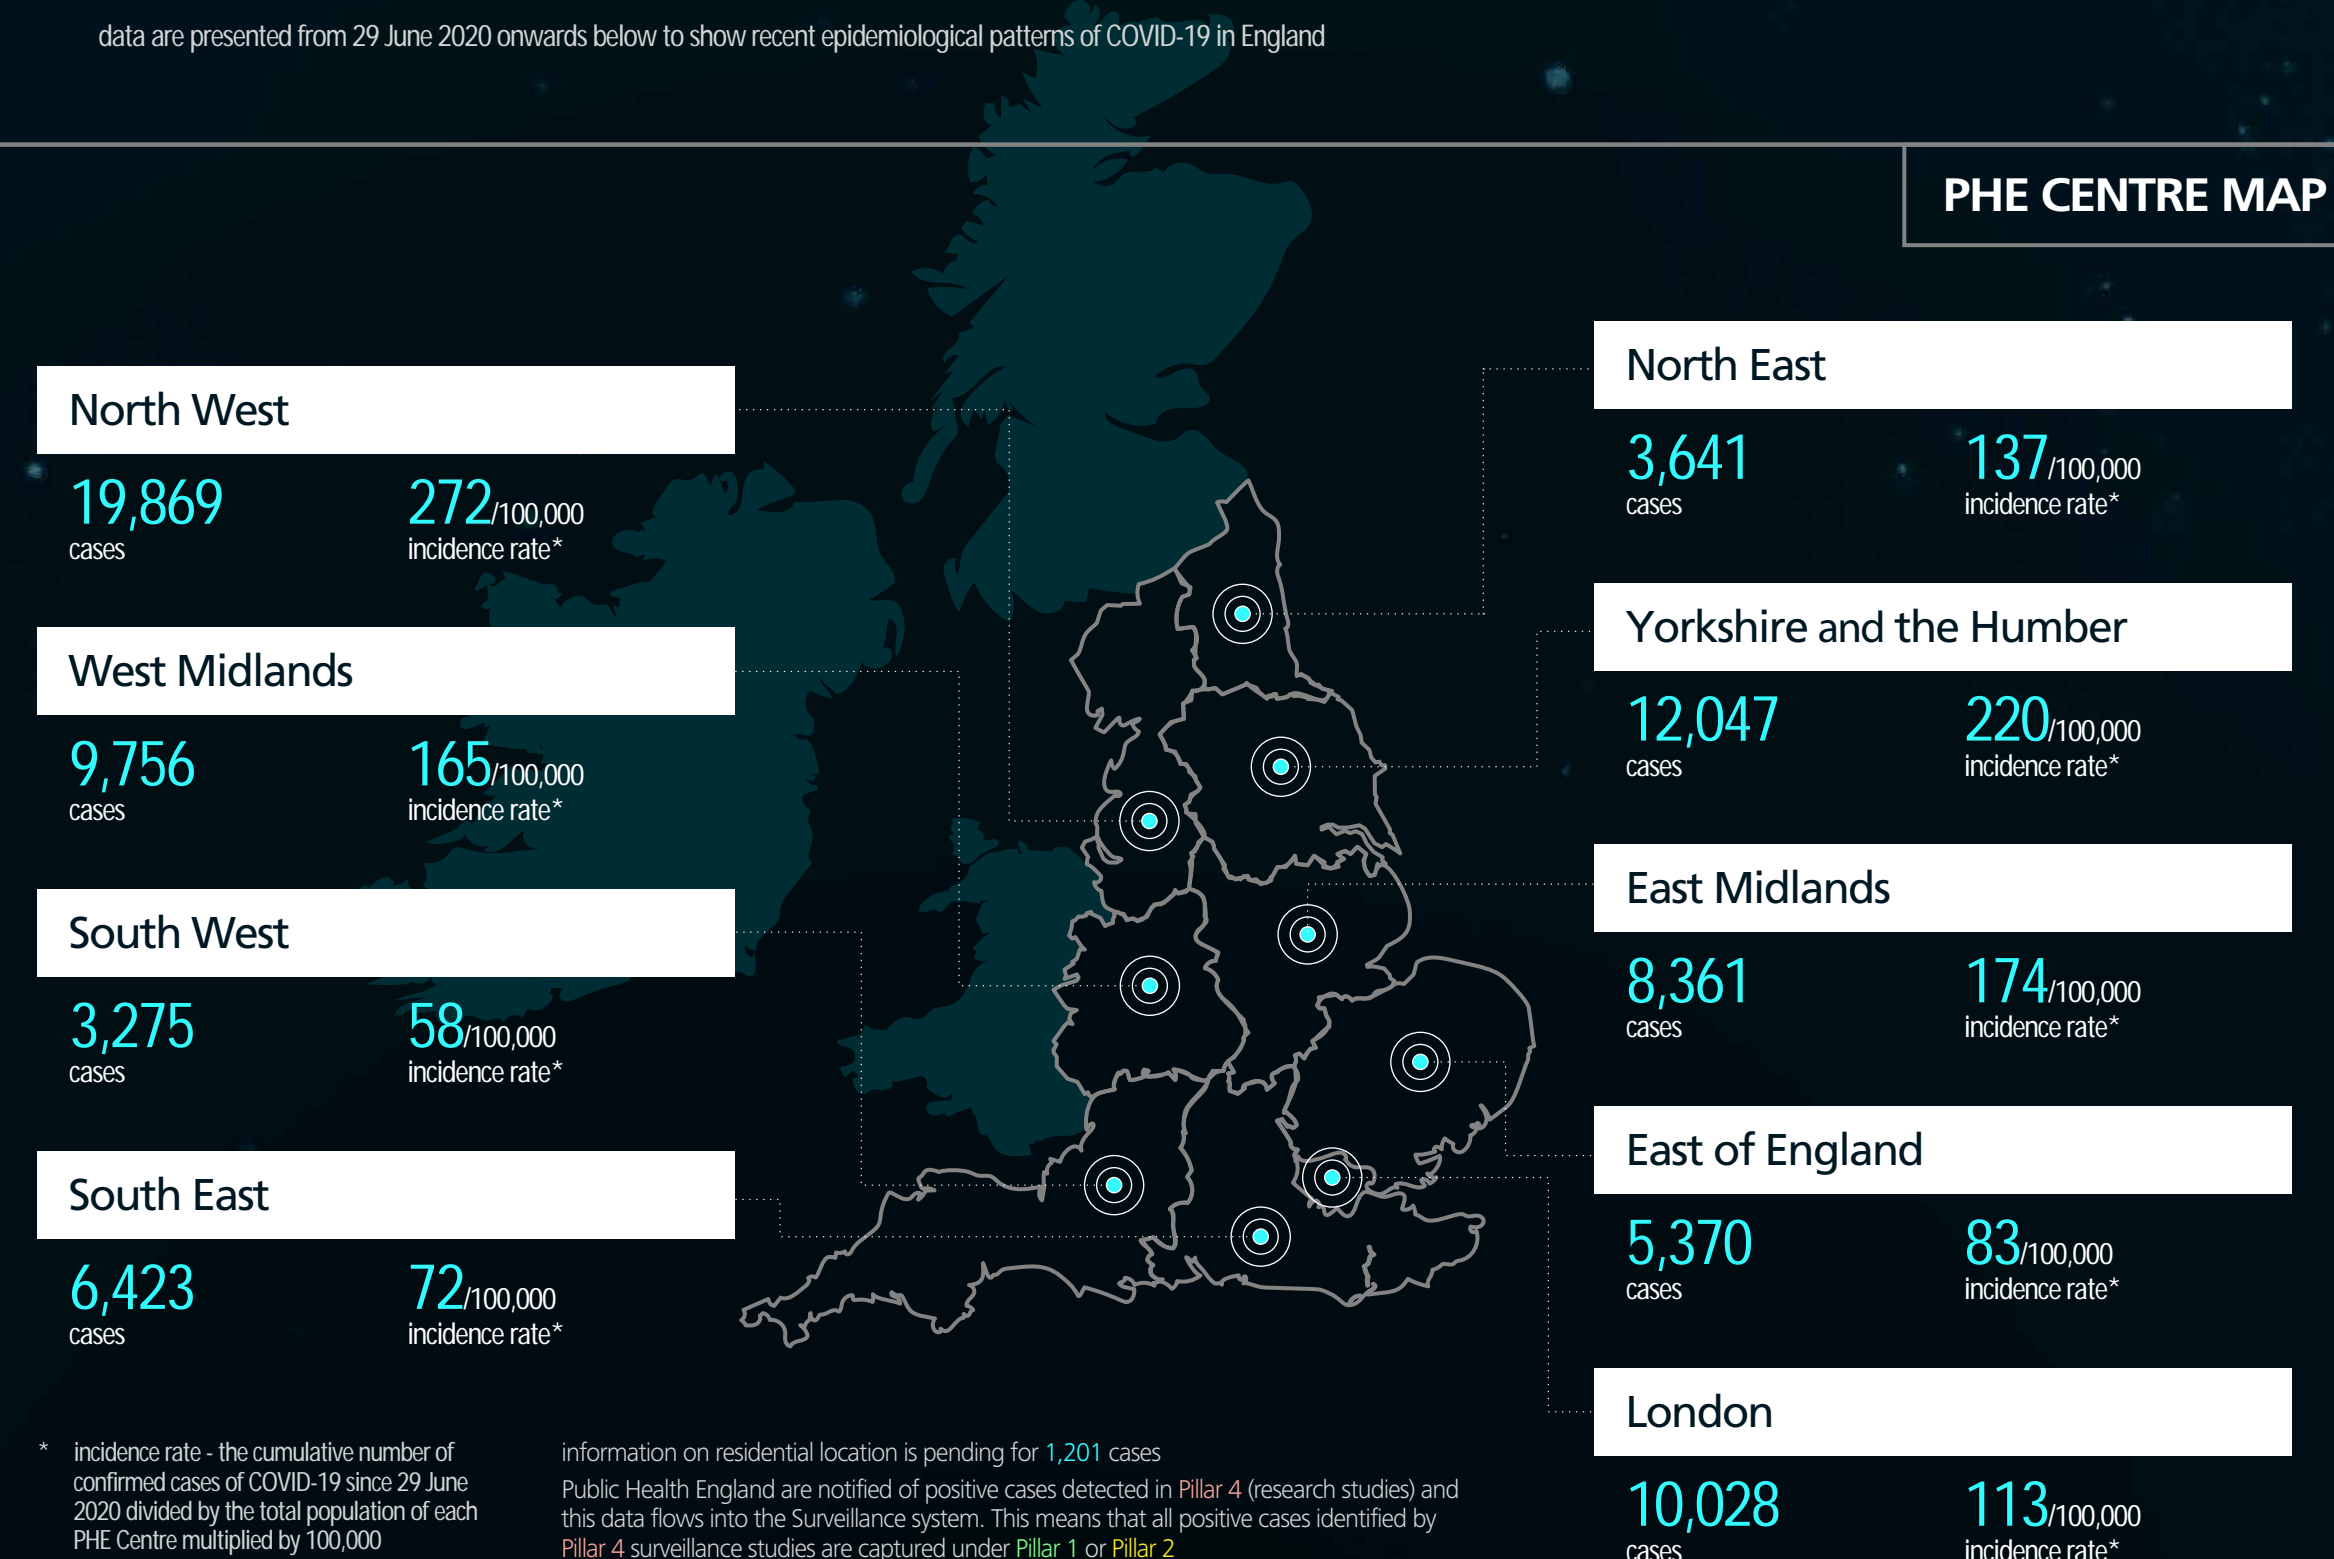 data are presented from 29 June 2020 onwards below to show recent epidemiological patterns of COVID-19 in England
PHE CENTRE MAP
North West
19,869
cases
272/100,000
incidence rate*
West Midlands
9,756
cases
165/100,000
incidence rate*
South West
3,275
cases
58/100,000
incidence rate*
South East
6,423
cases
72/100,000
incidence rate*
North East
3,641
cases
137/100,000
incidence rate*
Yorkshire and the Humber
12,047
cases
220/100,000
incidence rate*
East Midlands
8,361
cases
174/100,000
incidence rate*
East of England
5,370
cases
83/100,000
incidence rate*
London
10,028
cases
113/100,000
incidence rate*
* incidence rate - the cumulative number of
confirmed cases of COVID-19 since 29 June
2020 divided by the total population of each
PHE Centre multiplied by 100,000
information on residential location is pending for 1,201 cases
Public Health England are notified of positive cases detected in Pillar 4 (research studies) and
this data flows into the Surveillance system. This means that all positive cases identified by
Pillar 4 surveillance studies are captured under Pillar 1 or Pillar 2